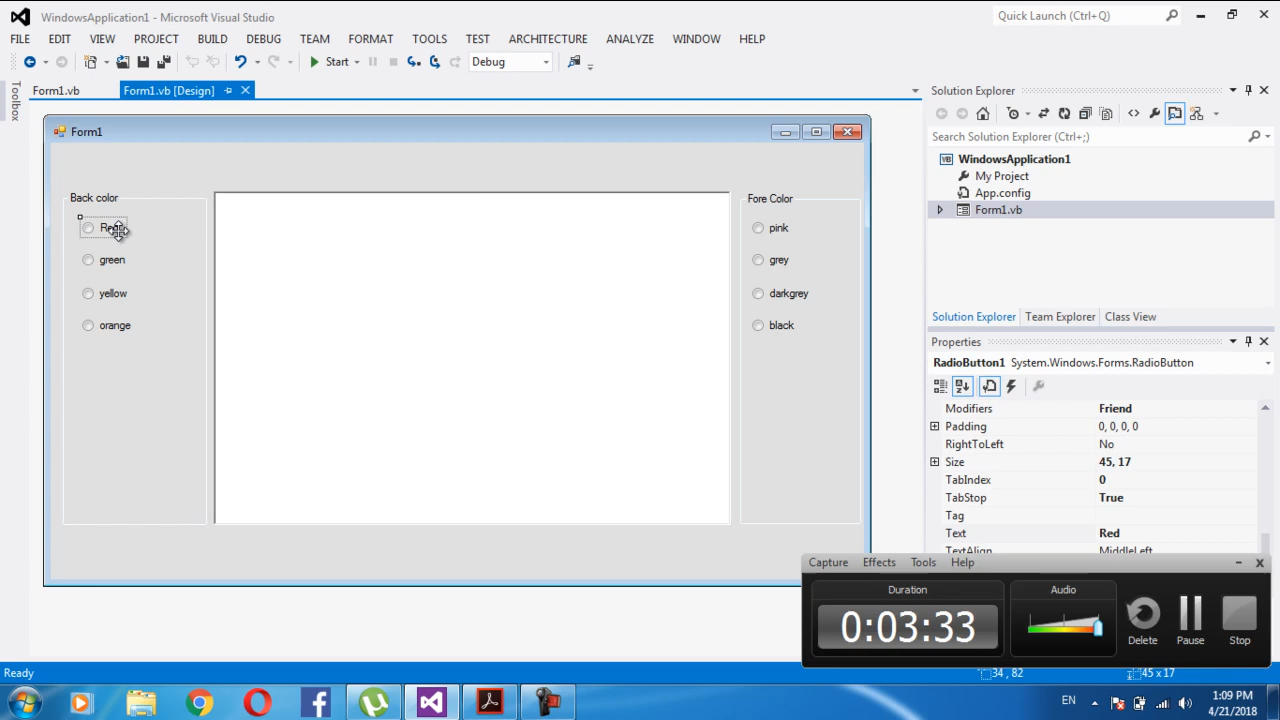 WindowsApplication1 - Microsoft Visual Studio
Quick Launch (Ctrl+Q)
FILE EDIT VIEW PROJECT BUILD DEBUG TEAM FORMAT TOOLS TEST ARCHITECTURE ANALYZE WINDOW HELP
Start Debug
Toolbox
Form1.vb Form1.vb [Design]
Form1
Back color
Red
green
yellow
orange
Fore Color
pink
grey
darkgrey
black
Solution Explorer
Search Solution Explorer (Ctrl+;)
VB WindowsApplication1
My Project
App.config
Form1.vb
Solution Explorer Team Explorer Class View
Properties
RadioButton1 System.Windows.Forms.RadioButton
Modifiers Friend
Padding 0, 0, 0, 0
RightToLeft No
Size 45, 17
TabIndex 0
TabStop True
Tag
Text Red
TextAlign MiddleLeft
Capture Effects Tools Help
Duration
0:03:33
Audio
Delete Pause Stop
Ready 34 , 82 45 x 17
EN 1:09 PM
4/21/2018